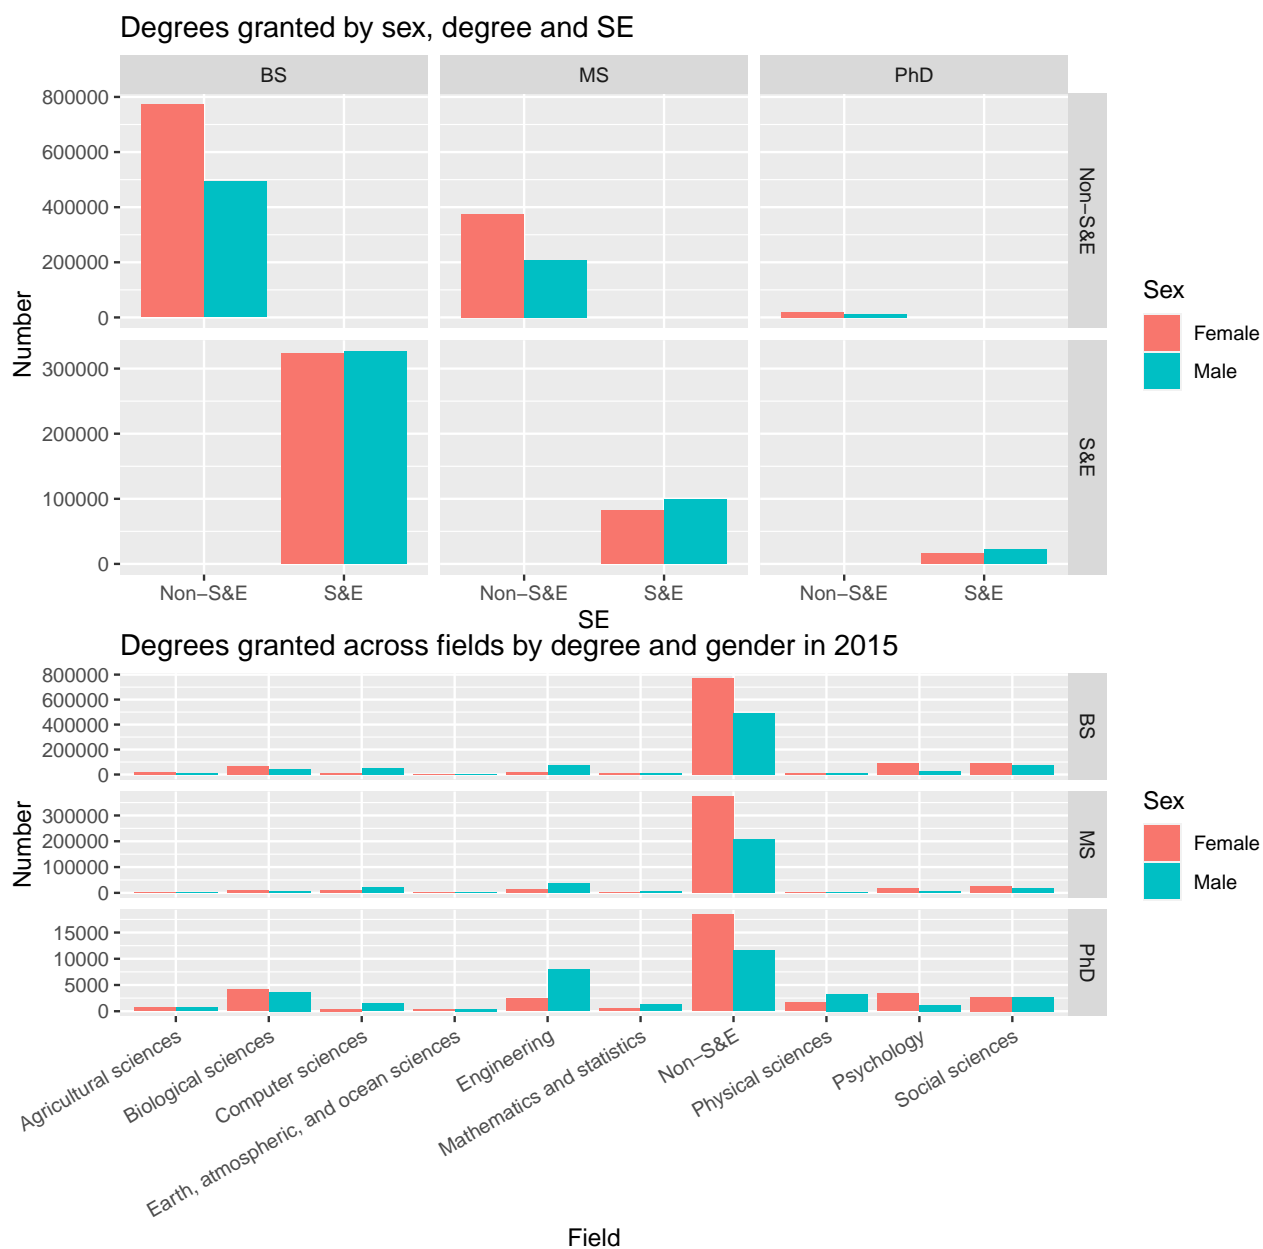 Degrees granted by sex, degree and SE
BS MS PhD
800000
600000
400000
200000
0
Non−S&E
300000
200000
100000
0
S&E
Number
Non−S&E S&E Non−S&E S&E Non−S&E S&E
SE
Sex
Female
Male
Degrees granted across fields by degree and gender in 2015
800000
600000
400000
200000
0
BS
300000
200000
100000
0
MS
15000
10000
5000
0
PhD
Number
Agricultural sciences
Biological sciences
Computer sciences
Earth, atmospheric, and ocean sciences
Engineering
Mathematics and statistics
Non−S&E
Physical sciences
Psychology
Social sciences
Field
Sex
Female
Male